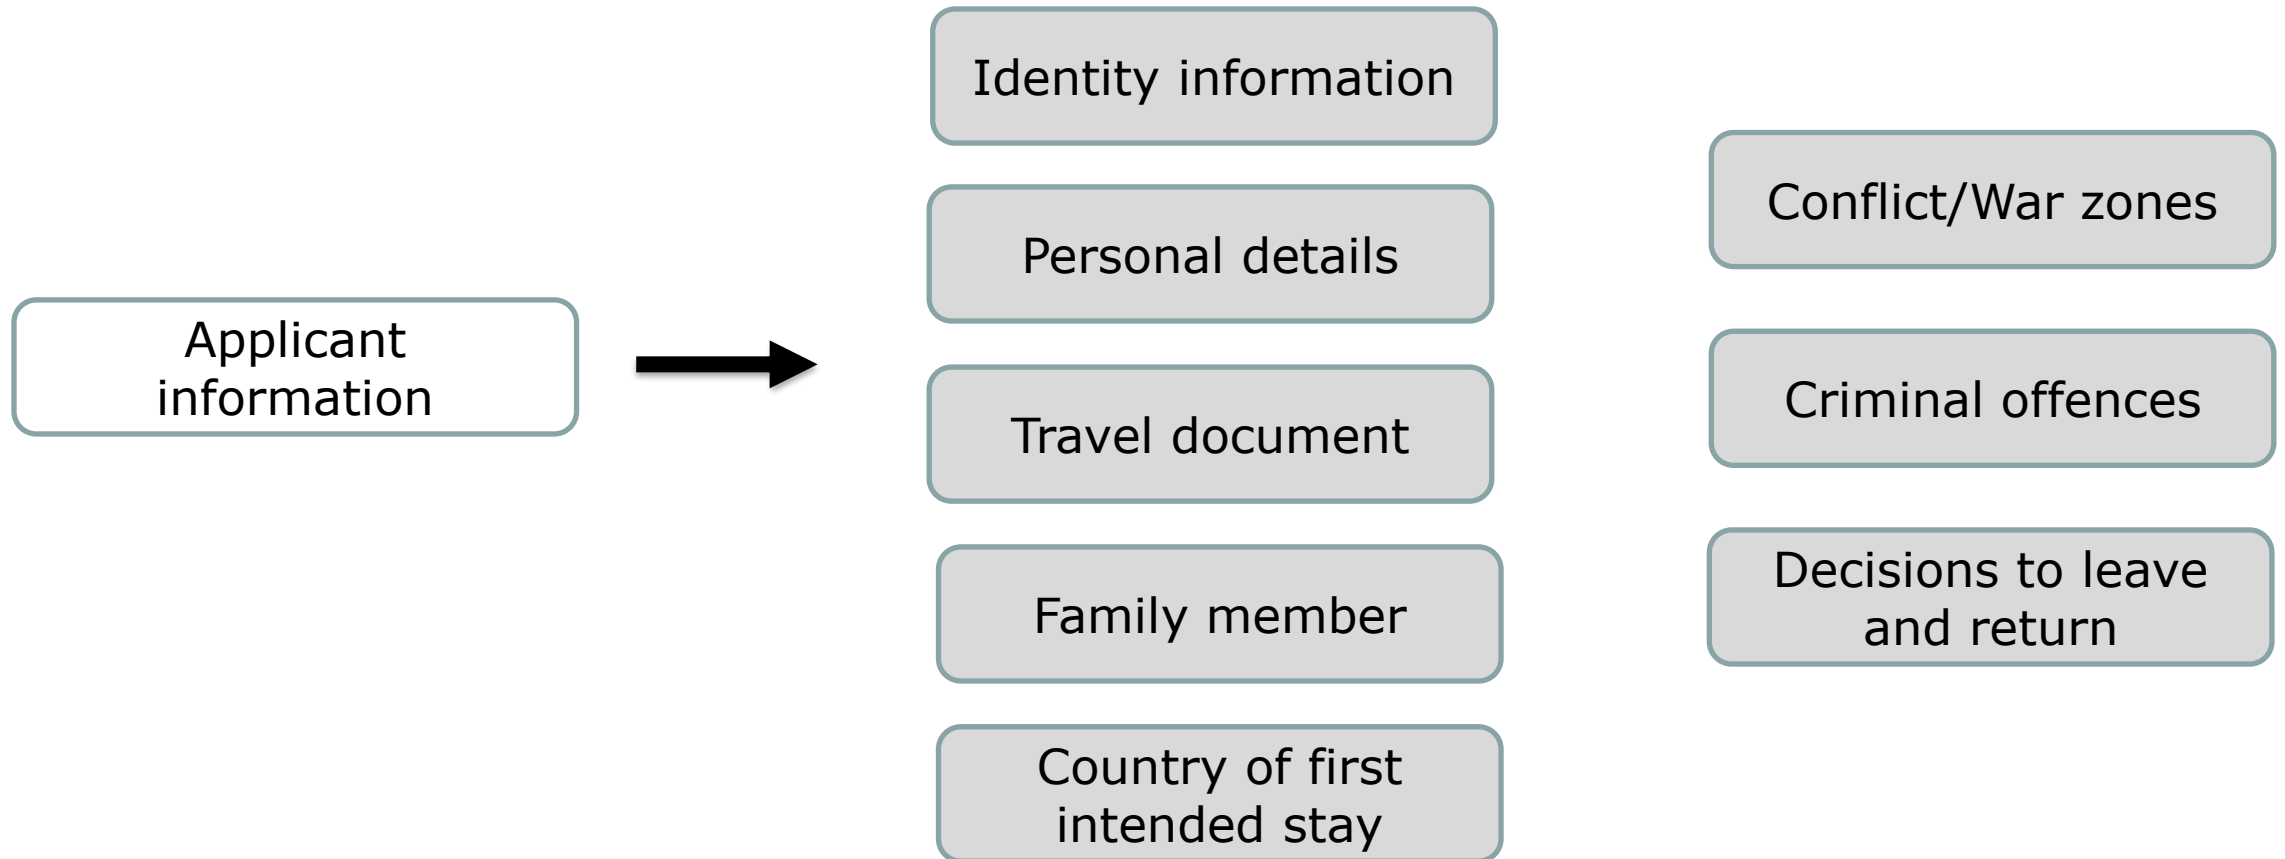 Applicant
information
Identity information
Personal details
Travel document
Family member
Country of first
intended stay
Conflict/War zones
Criminal offences
Decisions to leave
and return